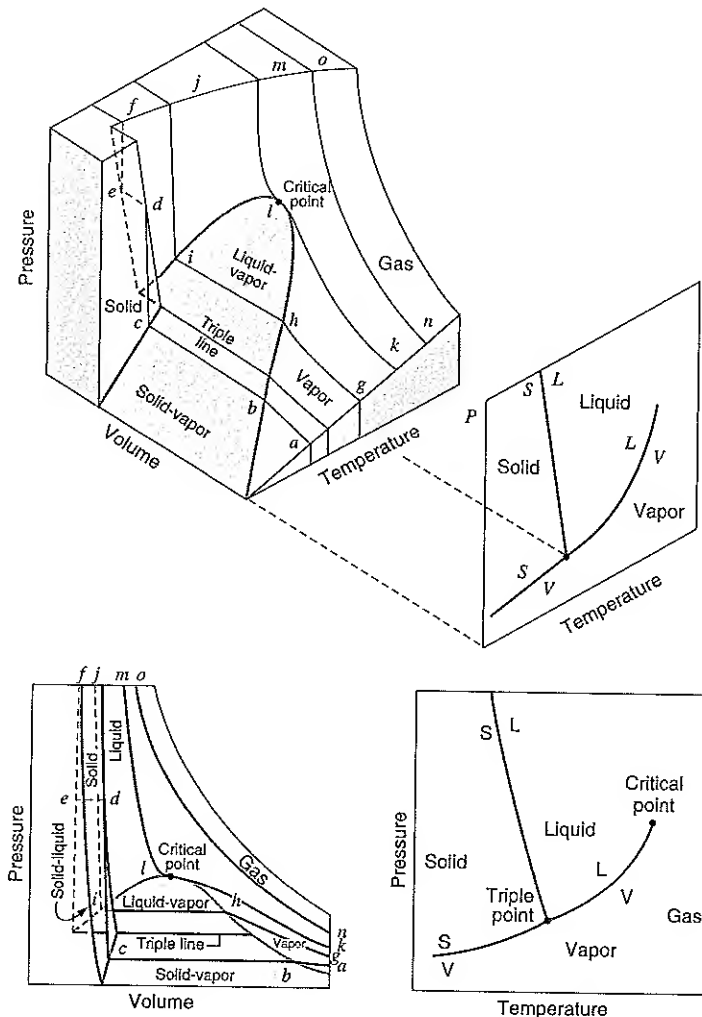 m
o
j
f
Pressure
e
d
l
Critical
point
i
Liquid-
vapor
Gas
Solid
c
h
Triple
line
n
k
Vapor
g
b
Solid-vapor
a
Volume
Temperature
P
S
L
Liquid
Solid
L
V
Vapor
S
V
Temperature
f
j
m
o
Pressure
Solid-liquid
Solid
Liquid
e
d
Critical
point
l
Gas
i
h
Liquid-vapor
n
Triple line
Vapor
k
c
g
a
Solid-vapor
b
Volume
Pressure
S
L
Critical
point
Liquid
Solid
L
Triple
point
V
Gas
S
V
Vapor
Temperature